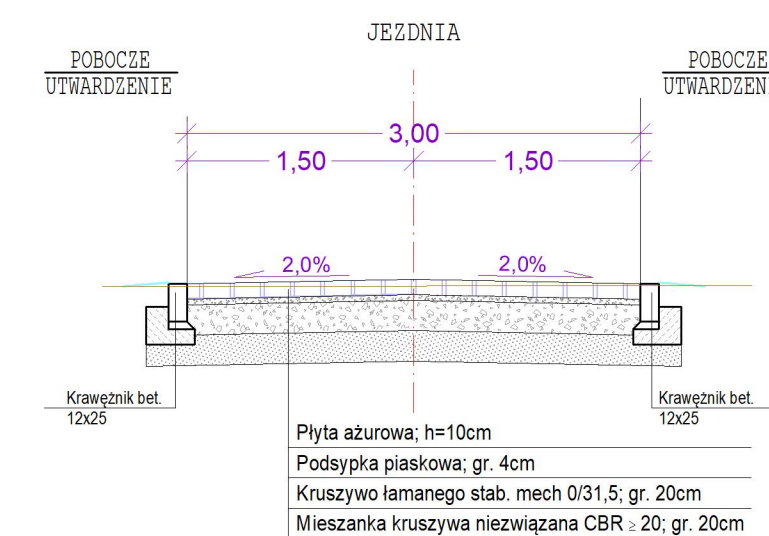 JEZDNIA
POBOCZE
UTWARDZENIE
POBOCZE
UTWARDZENI
3,00
1,50
1,50
2,0%
2,0%
Krawężnik bet.
12x25
Krawężnik bet.
12x25
Płyta ażurowa; h=10cm
Podsypka piaskowa; gr. 4cm
Kruszywo łamanego stab. mech 0/31,5; gr. 20cm
Mieszanka kruszywa niezwiązana CBR ≥ 20; gr. 20cm